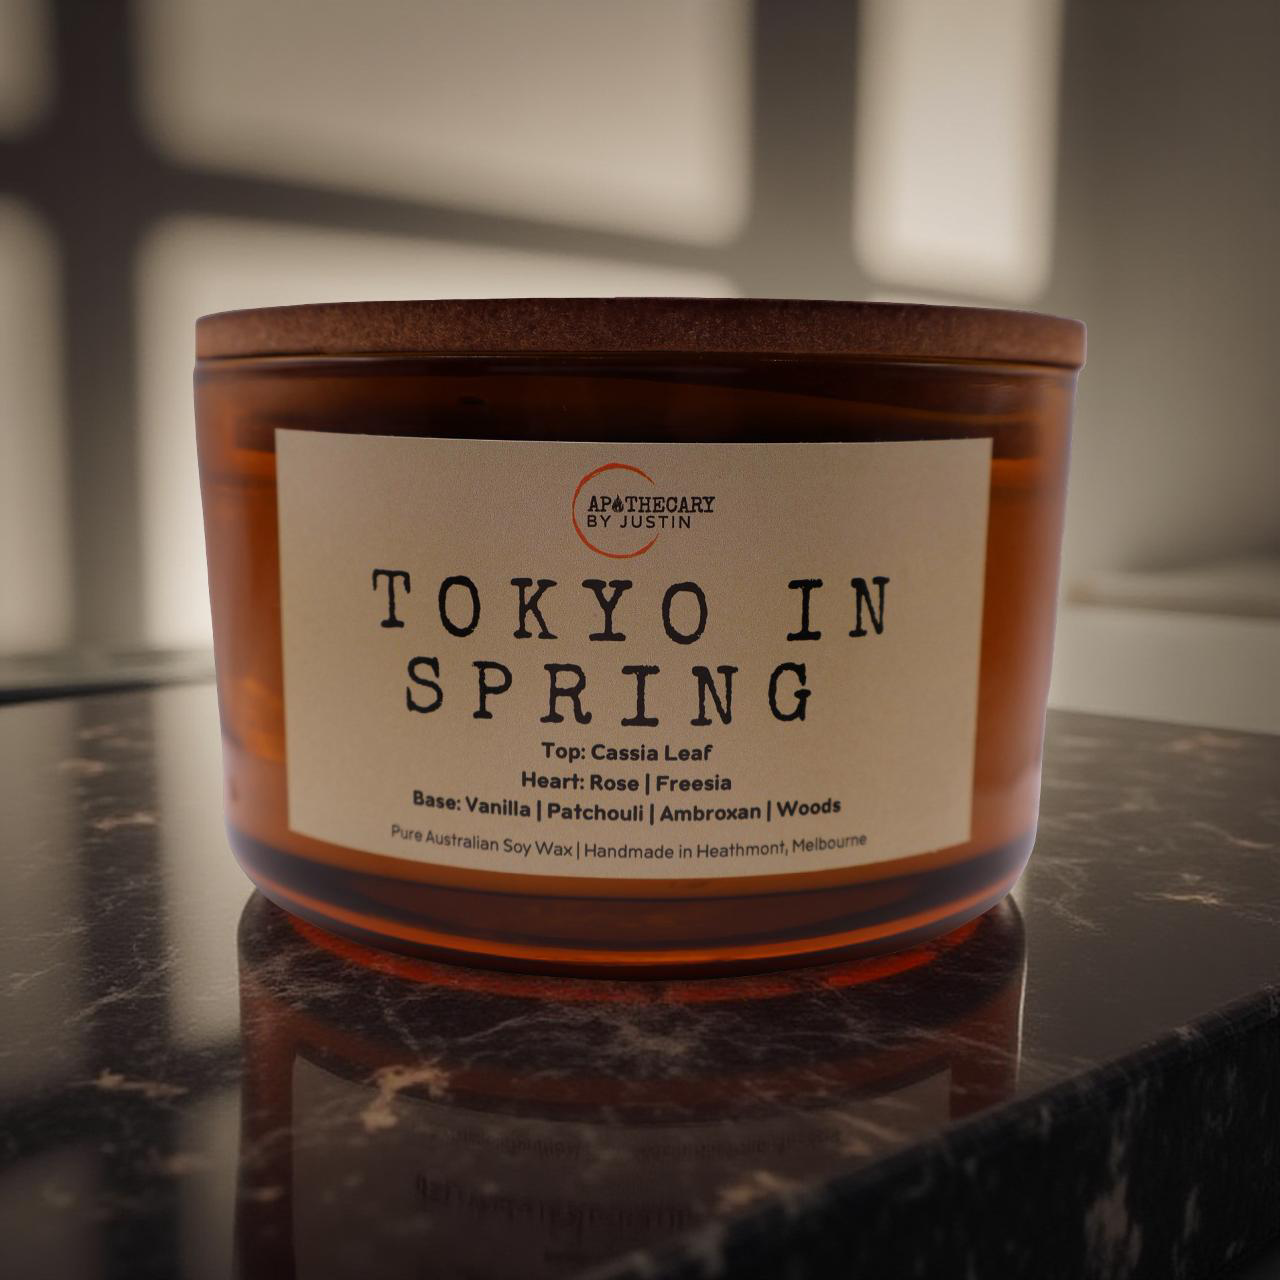 APOTHECARY
BY JUSTIN
TOKYO IN
SPRING
Top: Cassia Leaf
Heart: Rose | Freesia
Base: Vanilla | Patchouli | Ambroxan | Woods
Pure Australian Soy Wax | Handmade in Heathmont, Melbourne